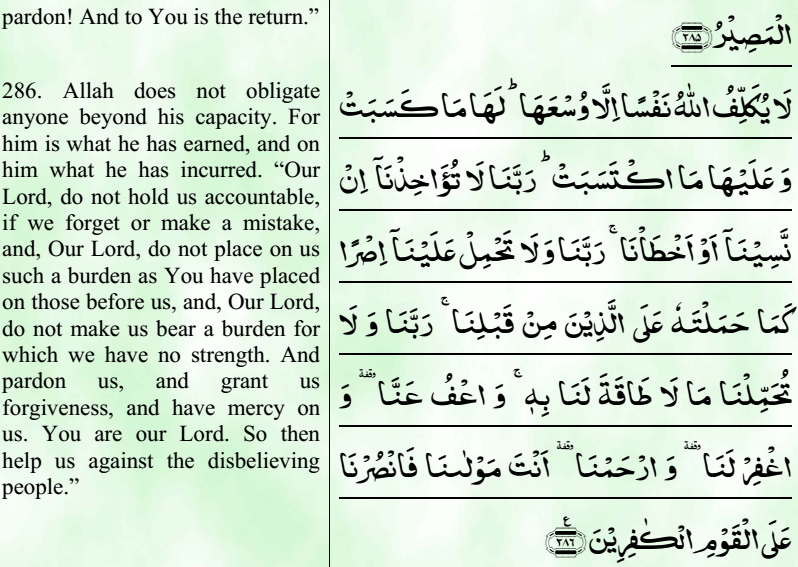 pardon! And to You is the return.”
286. Allah does not obligate
anyone beyond his capacity. For
him is what he has earned, and on
him what he has incurred. “Our
Lord, do not hold us accountable,
if we forget or make a mistake,
and, Our Lord, do not place on us
such a burden as You have placed
on those before us, and, Our Lord,
do not make us bear a burden for
which we have no strength. And
pardon us, and grant us
forgiveness, and have mercy on
us. You are our Lord. So then
help us against the disbelieving
people.”
الْمَصِیْرُ ﴿۲۸۵﴾
لَا یُکَلِّفُ اللّٰهُ نَفْسًا اِلَّا وُسْعَهَا ؕ لَهَا مَا کَسَبَتْ
وَ عَلَیْهَا مَا اکْتَسَبَتْ ؕ رَبَّنَا لَا تُؤَاخِذْنَاۤ اِنْ
نَّسِیْنَاۤ اَوْ اَخْطَاْنَا ۚ رَبَّنَا وَ لَا تَحْمِلْ عَلَیْنَاۤ اِصْرًا
کَمَا حَمَلْتَهٗ عَلَی الَّذِیْنَ مِنْ قَبْلِنَا ۚ رَبَّنَا وَ لَا
تُحَمِّلْنَا مَا لَا طَاقَةَ لَنَا بِهٖ ۚ وَ اعْفُ عَنَّا ٝ وَ
اغْفِرْ لَنَا ٝ وَ ارْحَمْنَا ٝ اَنْتَ مَوْلٰىنَا فَانْصُرْنَا
عَلَی الْقَوْمِ الْکٰفِرِیْنَ ﴿۲۸۶﴾ ع